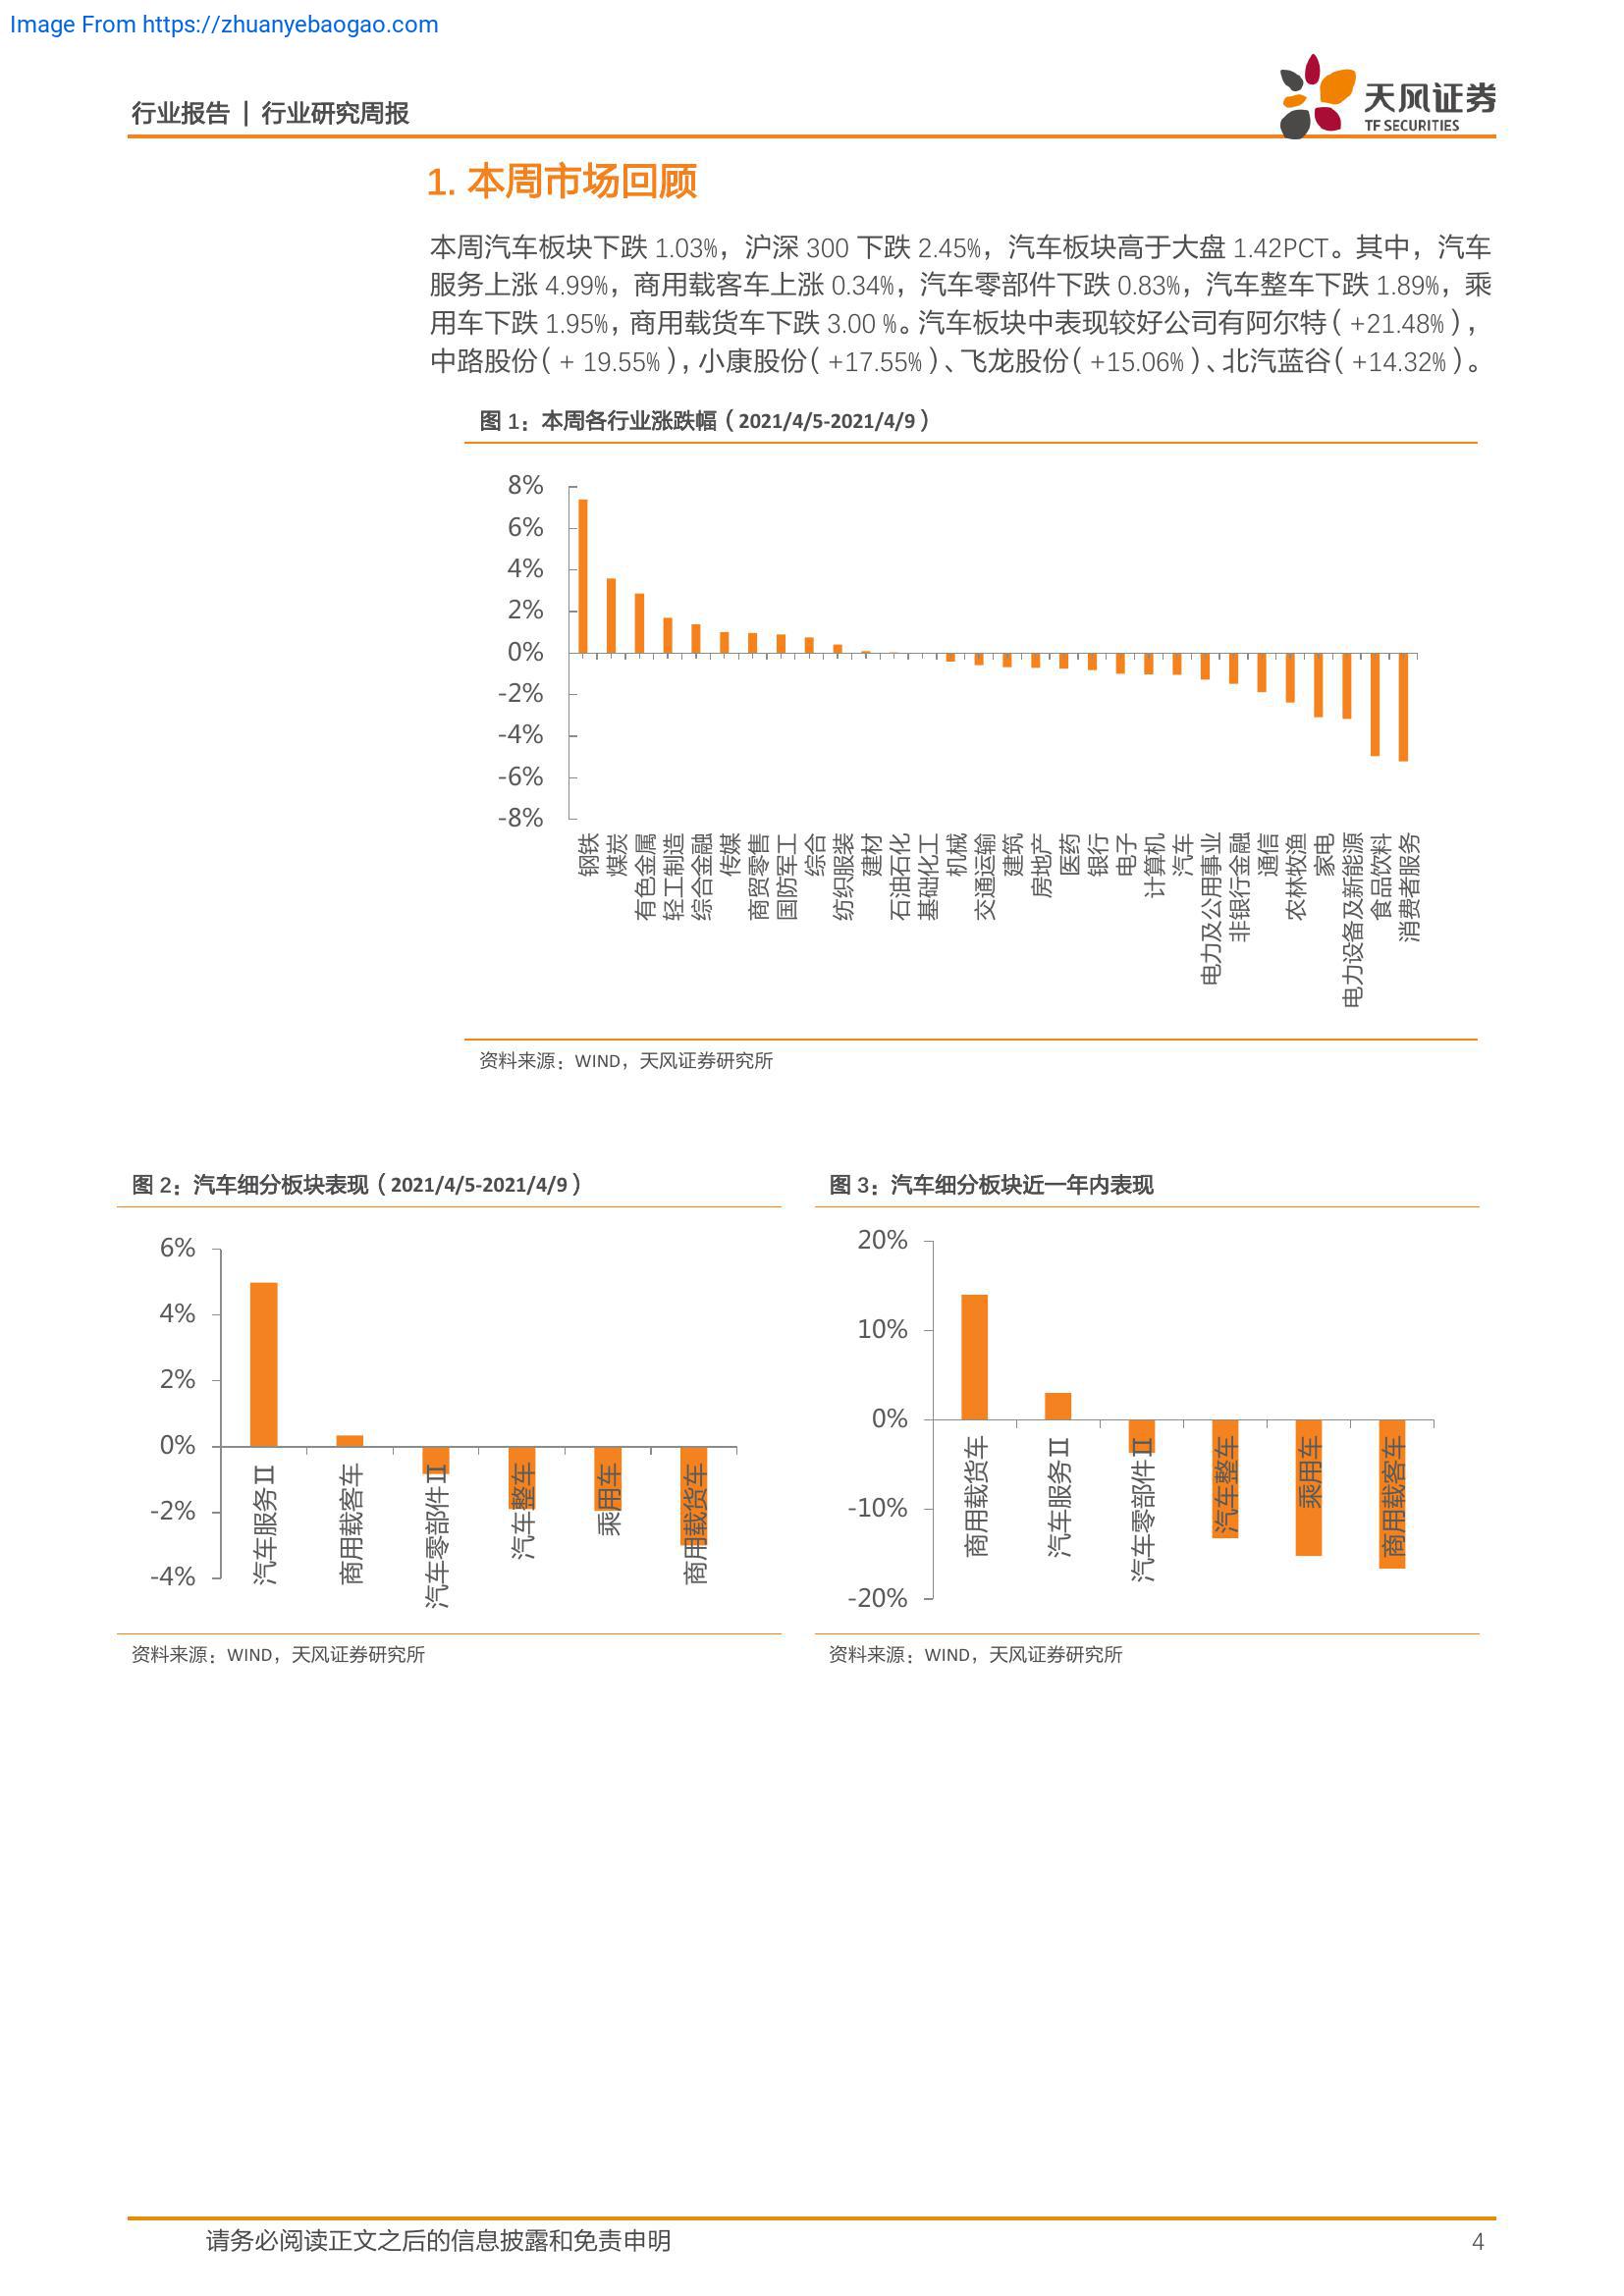 Image From https://zhuanyebaogao.com
行业报告 | 行业研究周报
天风证券
TF SECURITIES
1. 本周市场回顾
本周汽车板块下跌 1.03%，沪深 300 下跌 2.45%，汽车板块高于大盘 1.42PCT。其中，汽车
服务上涨 4.99%，商用载客车上涨 0.34%，汽车零部件下跌 0.83%，汽车整车下跌 1.89%，乘
用车下跌 1.95%，商用载货车下跌 3.00 %。汽车板块中表现较好公司有阿尔特（+21.48%），
中路股份（+ 19.55%），小康股份（+17.55%）、飞龙股份（+15.06%）、北汽蓝谷（+14.32%）。
图 1：本周各行业涨跌幅（2021/4/5-2021/4/9）
8%
6%
4%
2%
0%
-2%
-4%
-6%
-8%
钢铁
煤炭
有色金属
轻工制造
综合金融
传媒
商贸零售
国防军工
综合
纺织服装
建材
石油石化
基础化工
机械
交通运输
建筑
房地产
医药
银行
电子
计算机
汽车
电力及公用事业
非银行金融
通信
农林牧渔
家电
电力设备及新能源
食品饮料
消费者服务
资料来源：WIND，天风证券研究所
图 2：汽车细分板块表现（2021/4/5-2021/4/9）
6%
4%
2%
0%
-2%
-4%
汽车服务Ⅱ
商用载客车
汽车零部件Ⅱ
汽车整车
乘用车
商用载货车
资料来源：WIND，天风证券研究所
图 3：汽车细分板块近一年内表现
20%
10%
0%
-10%
-20%
商用载货车
汽车服务Ⅱ
汽车零部件Ⅱ
汽车整车
乘用车
商用载客车
资料来源：WIND，天风证券研究所
请务必阅读正文之后的信息披露和免责申明
4